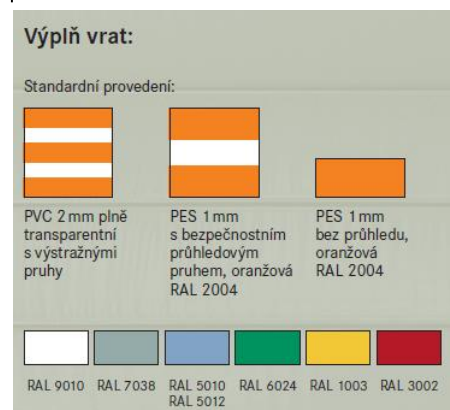 Výplň vrat:
Standardní provedení:
PVC 2 mm plně
transparentní
s výstražnými
pruhy
PES 1 mm
s bezpečnostním
průhledovým
pruhem, oranžová
RAL 2004
PES 1 mm
bez průhledu,
oranžová
RAL 2004
RAL 9010
RAL 7038
RAL 5010
RAL 5012
RAL 6024
RAL 1003
RAL 3002